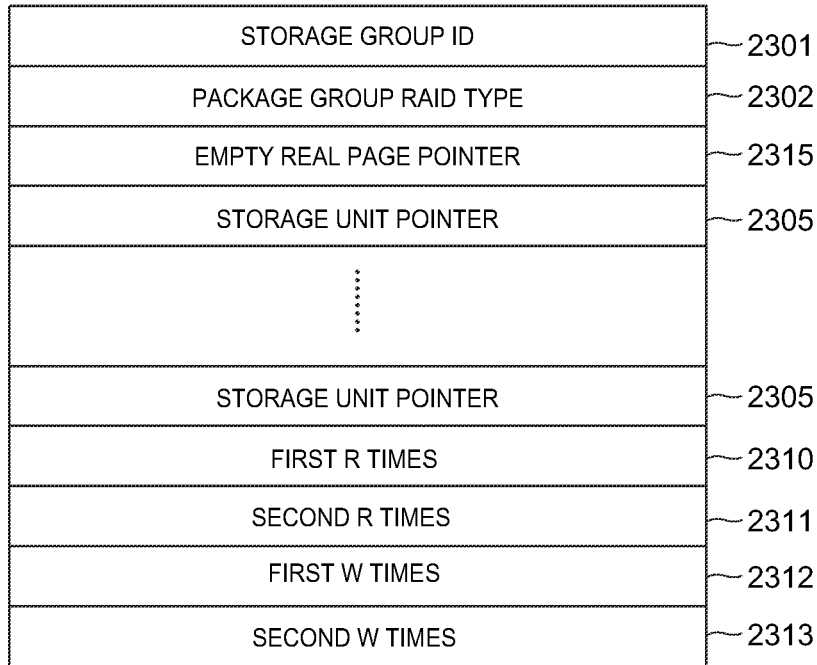 STORAGE GROUP ID 2301
PACKAGE GROUP RAID TYPE 2302
EMPTY REAL PAGE POINTER 2315
STORAGE UNIT POINTER 2305
STORAGE UNIT POINTER 2305
FIRST R TIMES 2310
SECOND R TIMES 2311
FIRST W TIMES 2312
SECOND W TIMES 2313